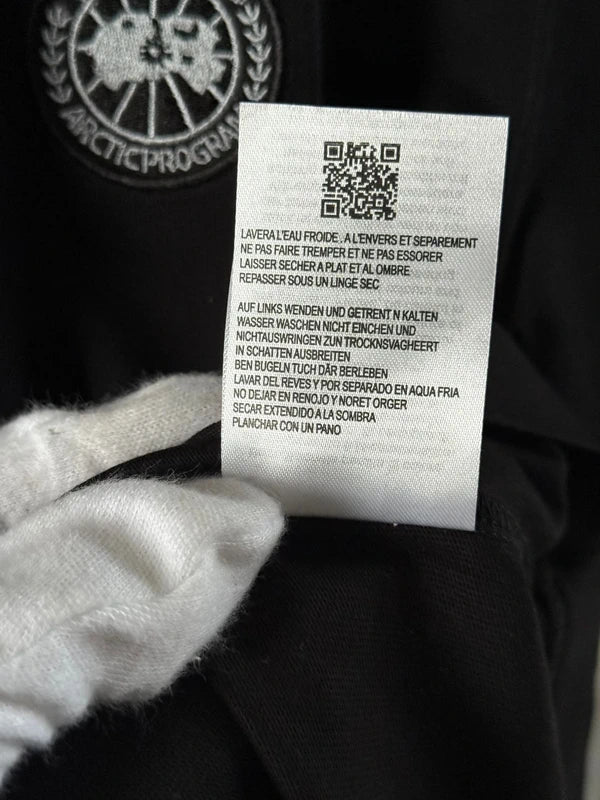 ARCTIC PROGRAM
LAVER A L'EAU FROIDE . A L'ENVERS ET SEPAREMENT
NE PAS FAIRE TREMPER ET NE PAS ESSORER
LAISSER SECHER A PLAT ET AL OMBRE
REPASSER SOUS UN LINGE SEC
AUF LINKS WENDEN UND GETRENT N KALTEN
WASSER WASCHEN NICHT EINCHEN UND
NICHTAUSWRINGEN ZUN TROCKNSVAGHEERT
IN SCHATTEN AUSBREITEN
BEN BUGELN TUCH DÄR BERLEBEN
LAVAR DEL REVES Y POR SEPARADO EN AQUA FRIA
NO DEJAR EN RENOJO Y NORET ORGER
SECAR EXTENDIDO A LA SOMBRA
PLANCHAR CON UN PANO